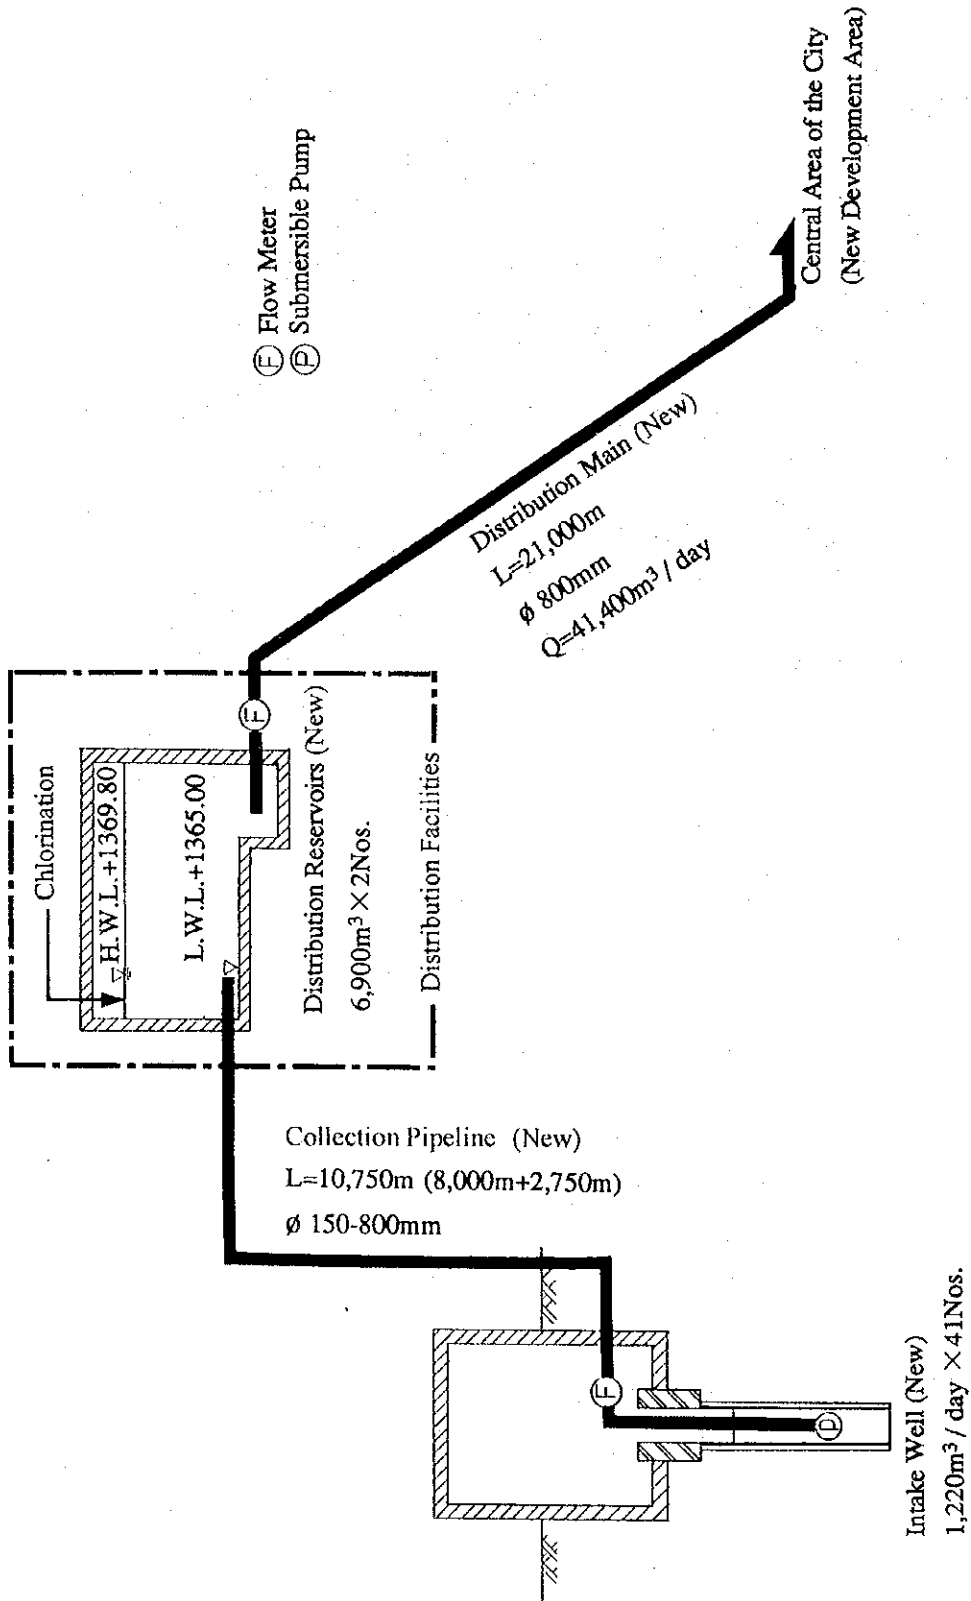 Chlorination
H.W.L.+1369.80
L.W.L.+1365.00
F
Distribution Reservoirs (New)
6,900m³×2Nos.
Distribution Facilities
F Flow Meter
P Submersible Pump
Distribution Main (New)
L=21,000m
ø 800mm
Q=41,400m³ / day
Central Area of the City
(New Development Area)
Collection Pipeline (New)
L=10,750m (8,000m+2,750m)
ø 150-800mm
F
P
Intake Well (New)
1,220m³ / day ×41Nos.